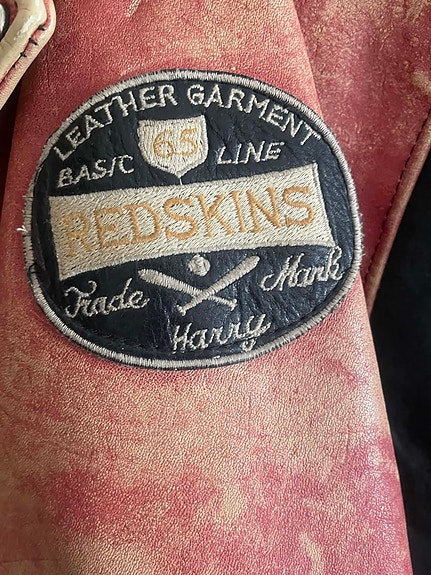 LEATHER GARMENT
65
BASIC LINE
REDSKINS
Trade Mark
Harry